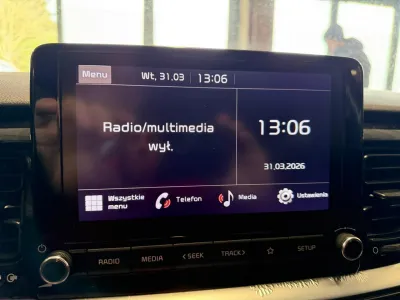 Menu
Wt, 31.03 13:06
Radio/multimedia
wył.
13:06
31.03.2026
Wszystkie
menu
Telefon
Media
Ustawienia
RADIO
MEDIA
< SEEK
TRACK >
SETUP